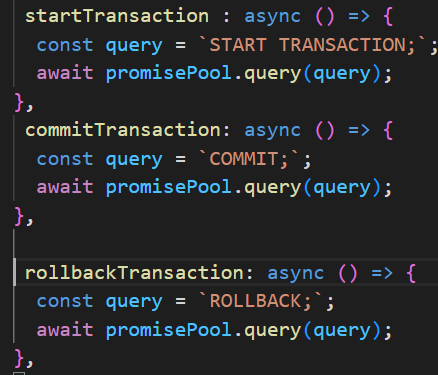 startTransaction : async () => {
const query = `START TRANSACTION;`;
await promisePool.query(query);
},
commitTransaction: async () => {
const query = `COMMIT;`;
await promisePool.query(query);
},
rollbackTransaction: async () => {
const query = `ROLLBACK;`;
await promisePool.query(query);
},